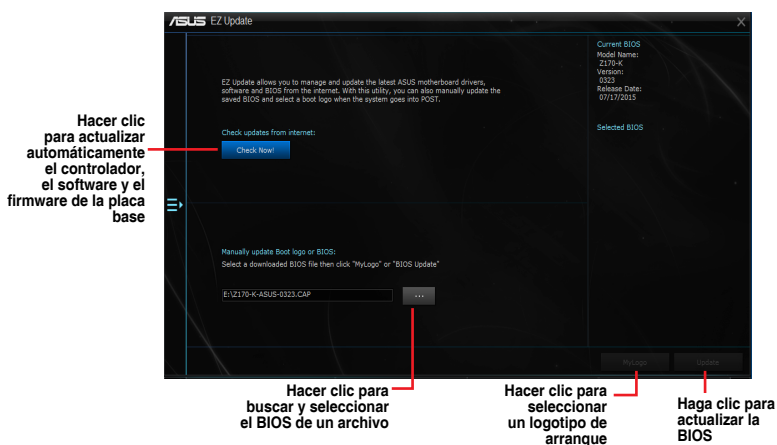 ASUS EZ Update
Current BIOS
Model Name:
Z170-K
Version:
0323
Release Date:
07/17/2015
Selected BIOS
EZ Update allows you to manage and update the latest ASUS motherboard drivers,
software and BIOS from the internet. With this utility, you can also manually update the
saved BIOS and select a boot logo when the system goes into POST.
Check updates from internet:
Check Now!
Hacer clic
para actualizar
automáticamente
el controlador,
el software y el
firmware de la placa
base
Manually update Boot logo or BIOS:
Select a downloaded BIOS file then click "MyLogo" or "BIOS Update"
E:\Z170-K-ASUS-0323.CAP
...
MyLogo
Update
Hacer clic para
buscar y seleccionar
el BIOS de un archivo
Hacer clic para
seleccionar
un logotipo de
arranque
Haga clic para
actualizar la
BIOS